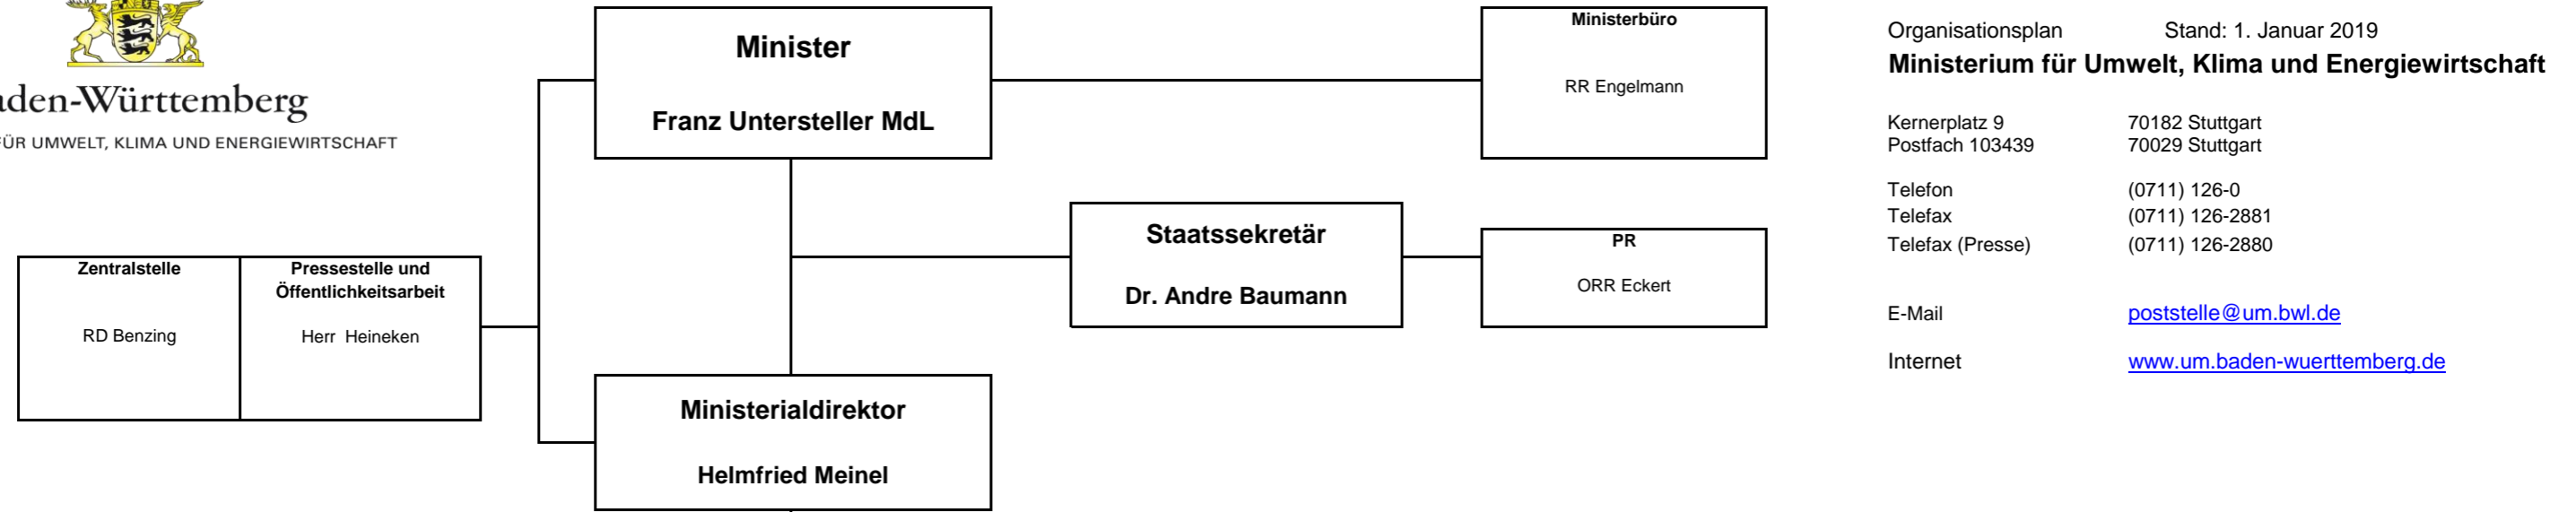 aden-Württemberg
FÜR UMWELT, KLIMA UND ENERGIEWIRTSCHAFT
Minister
Franz Untersteller MdL
Ministerbüro
RR Engelmann
Organisationsplan Stand: 1. Januar 2019
Ministerium für Umwelt, Klima und Energiewirtschaft
Kernerplatz 9 70182 Stuttgart
Postfach 103439 70029 Stuttgart
Telefon (0711) 126-0
Telefax (0711) 126-2881
Telefax (Presse) (0711) 126-2880
E-Mail poststelle@um.bwl.de
Internet www.um.baden-wuerttemberg.de
Staatssekretär
Dr. Andre Baumann
PR
ORR Eckert
Zentralstelle
RD Benzing
Pressestelle und
Öffentlichkeitsarbeit
Herr Heineken
Ministerialdirektor
Helmfried Meinel